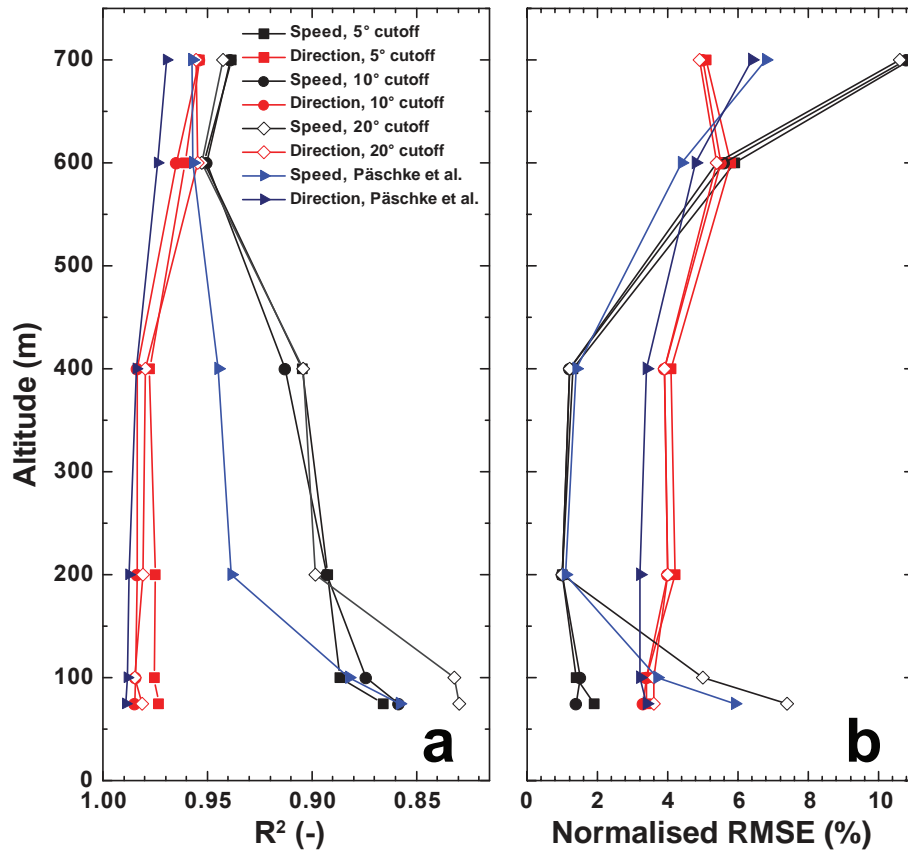 Speed, 5° cutoff
Direction, 5° cutoff
Speed, 10° cutoff
Direction, 10° cutoff
Speed, 20° cutoff
Direction, 20° cutoff
Speed, Päschke et al.
Direction, Päschke et al.
Altitude (m)
700
600
500
400
300
200
100
0
1.00 0.95 0.90 0.85
R² (-)
a
0 2 4 6 8 10
Normalised RMSE (%)
b